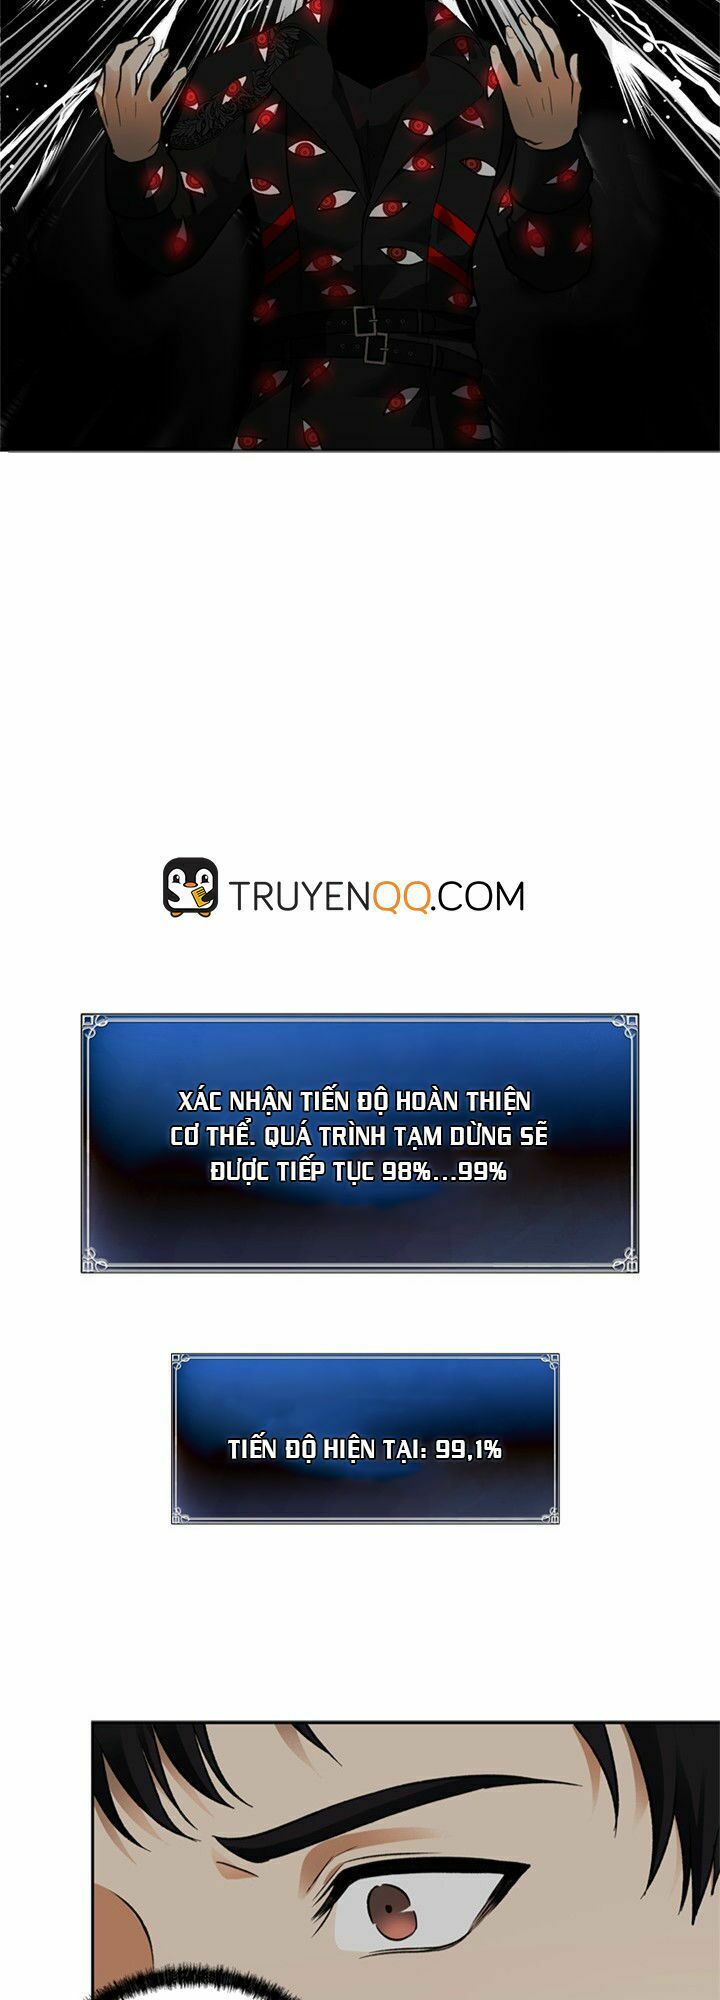 TRUYENQQ.COM
XÁC NHẬN TIẾN ĐỘ HOÀN THIỆN
CƠ THỂ. QUÁ TRÌNH TẠM DỪNG SẼ
ĐƯỢC TIẾP TỤC 98%...99%
TIẾN ĐỘ HIỆN TẠI: 99,1%